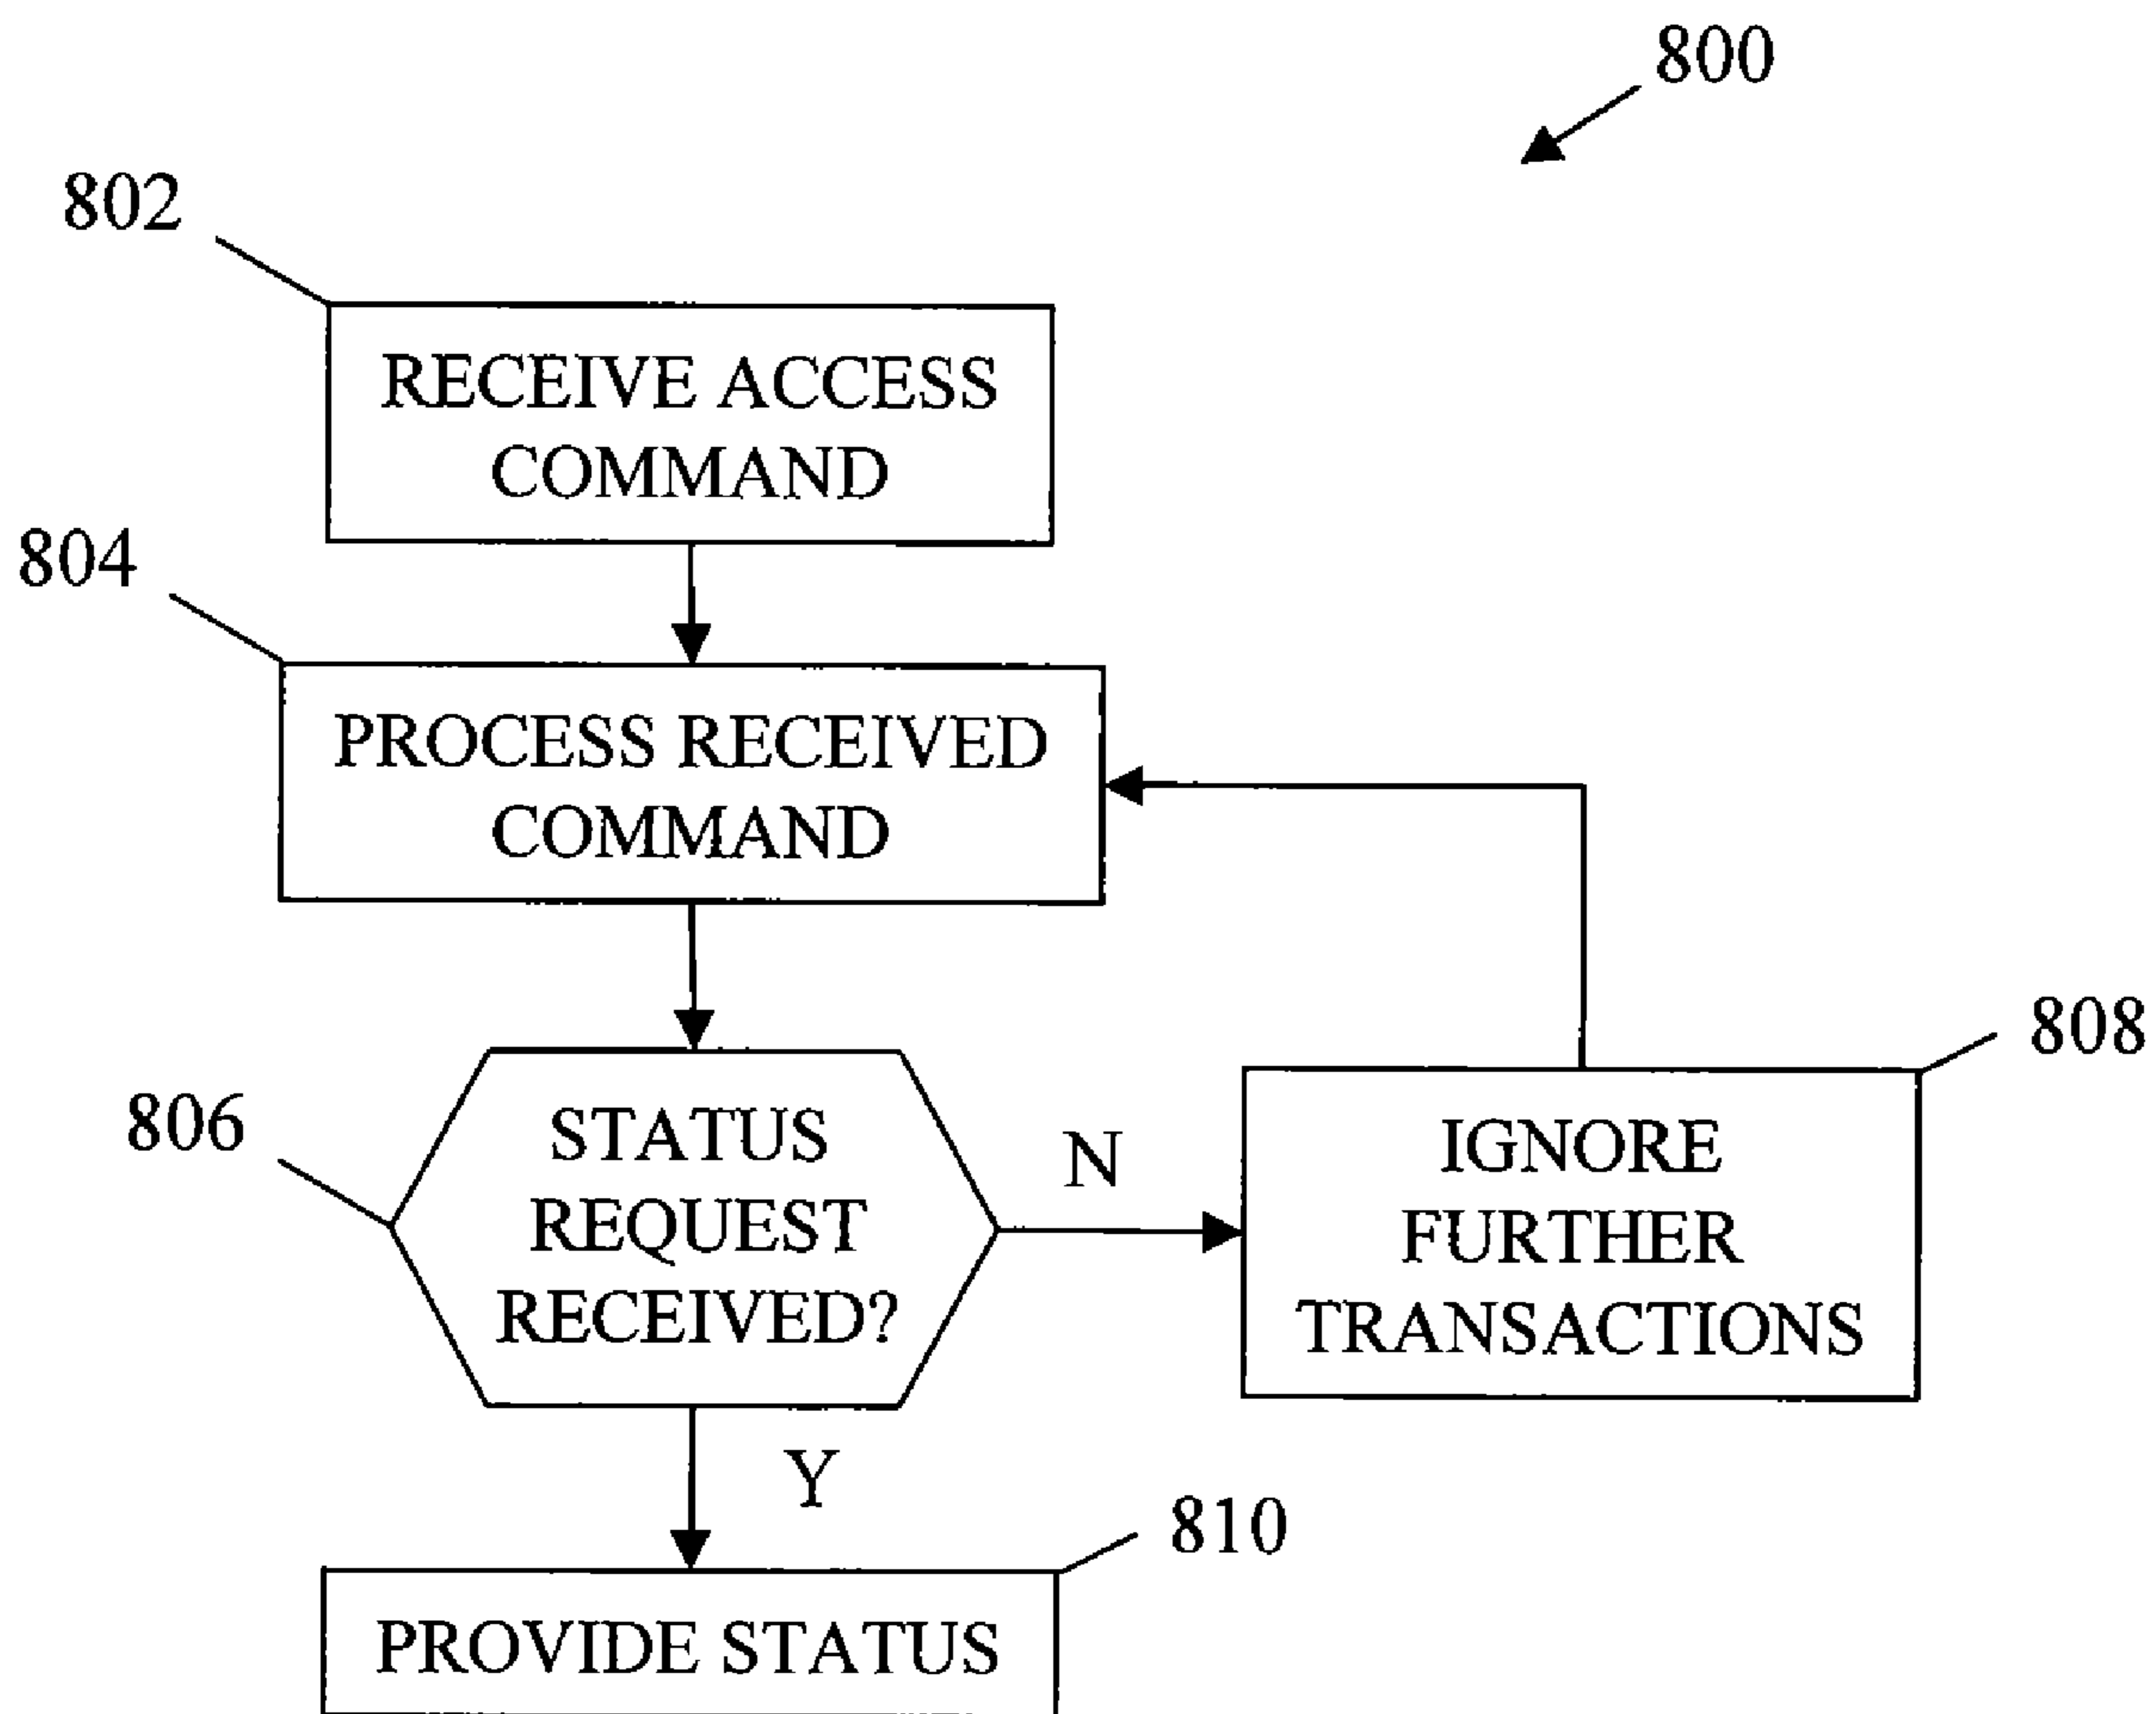 800
802
RECEIVE ACCESS
COMMAND
804
PROCESS RECEIVED
COMMAND
806
STATUS
REQUEST
RECEIVED?
N
808
IGNORE
FURTHER
TRANSACTIONS
Y
810
PROVIDE STATUS